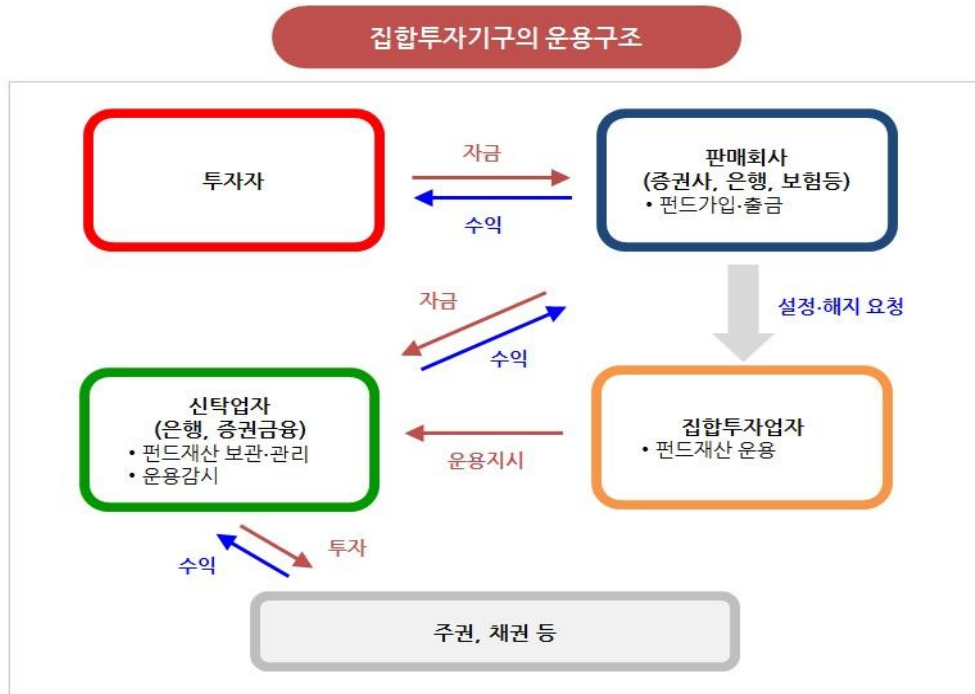 집합투자기구의 운용구조
투자자
자금
수익
판매회사
(증권사, 은행, 보험등)
• 펀드가입·출금
자금
수익
설정·해지 요청
신탁업자
(은행, 증권금융)
• 펀드재산 보관·관리
• 운용감시
운용지시
집합투자업자
• 펀드재산 운용
수익
투자
주권, 채권 등